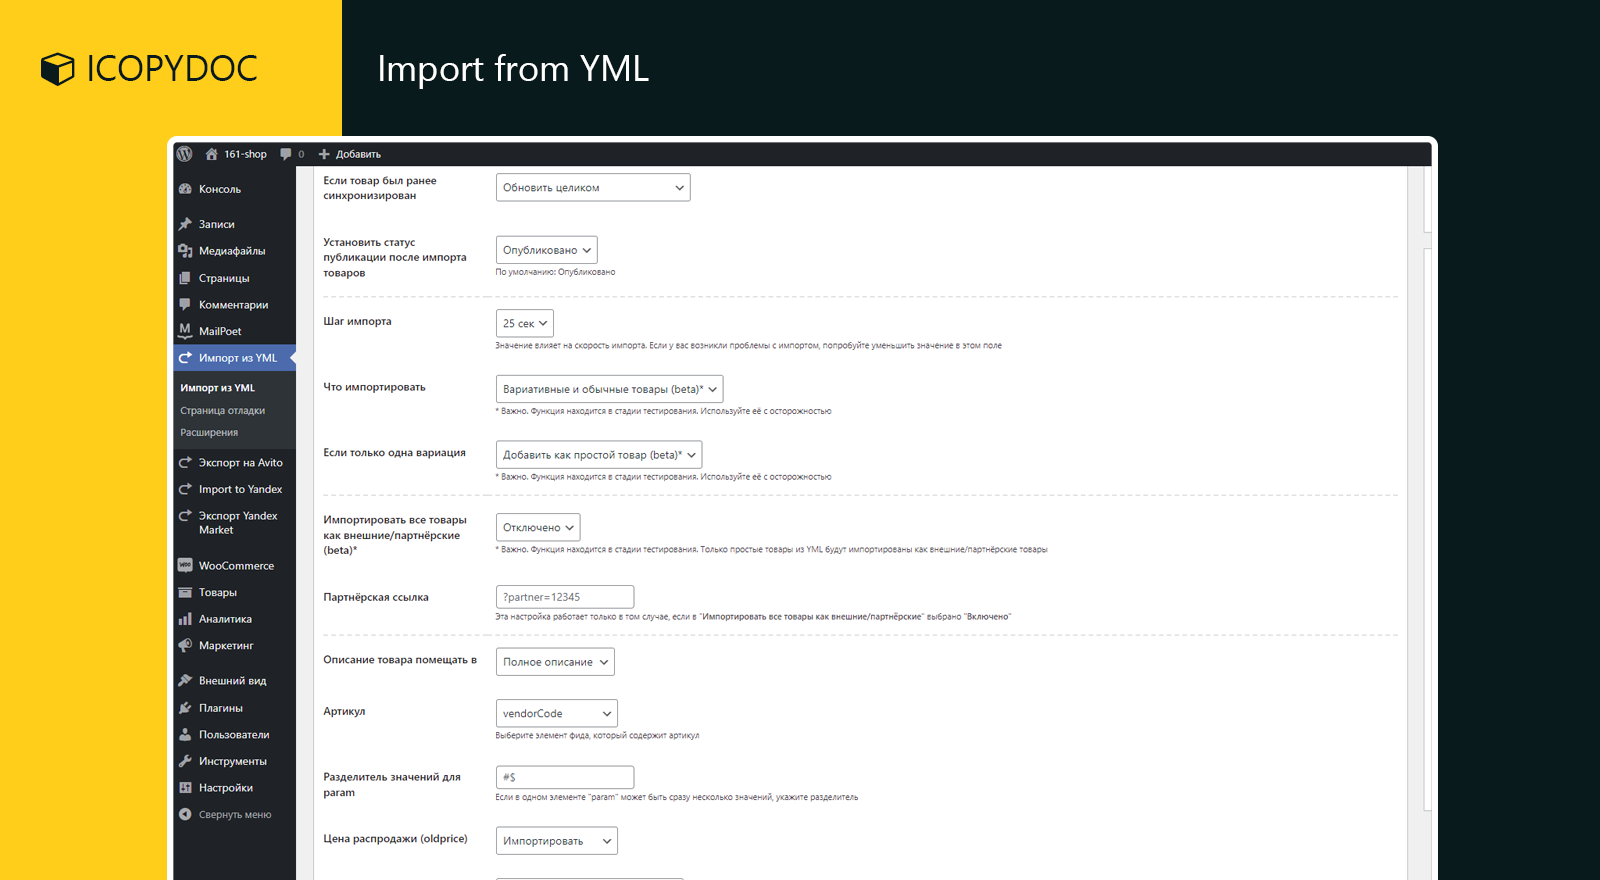 ICOPYDOC
Import from YML
161-shop
0
Добавить
Консоль
Записи
Медиафайлы
Страницы
Комментарии
MailPoet
Импорт из YML
Импорт из YML
Страница отладки
Расширения
Экспорт на Avito
Import to Yandex
Экспорт Yandex
Market
WooCommerce
Товары
Аналитика
Маркетинг
Внешний вид
Плагины
Пользователи
Инструменты
Настройки
Свернуть меню
Если товар был ранее
синхронизирован
Обновить целиком
Установить статус
публикации после импорта
товаров
Опубликовано
По умолчанию: Опубликовано
Шаг импорта
25 сек
Значение влияет на скорость импорта. Если у вас возникли проблемы с импортом, попробуйте уменьшить значение в этом поле
Что импортировать
Вариативные и обычные товары (beta)*
* Важно. Функция находится в стадии тестирования. Используйте её с осторожностью
Если только одна вариация
Добавить как простой товар (beta)*
* Важно. Функция находится в стадии тестирования. Используйте её с осторожностью
Импортировать все товары
как внешние/партнёрские
(beta)*
Отключено
* Важно. Функция находится в стадии тестирования. Только простые товары из YML будут импортированы как внешние/партнёрские товары
Партнёрская ссылка
?partner=12345
Эта настройка работает только в том случае, если в "Импортировать все товары как внешние/партнёрские" выбрано "Включено"
Описание товара помещать в
Полное описание
Артикул
vendorCode
Выберите элемент фида, который содержит артикул
Разделитель значений для
param
#$
Если в одном элементе "param" может быть сразу несколько значений, укажите разделитель
Цена распродажи (oldprice)
Импортировать